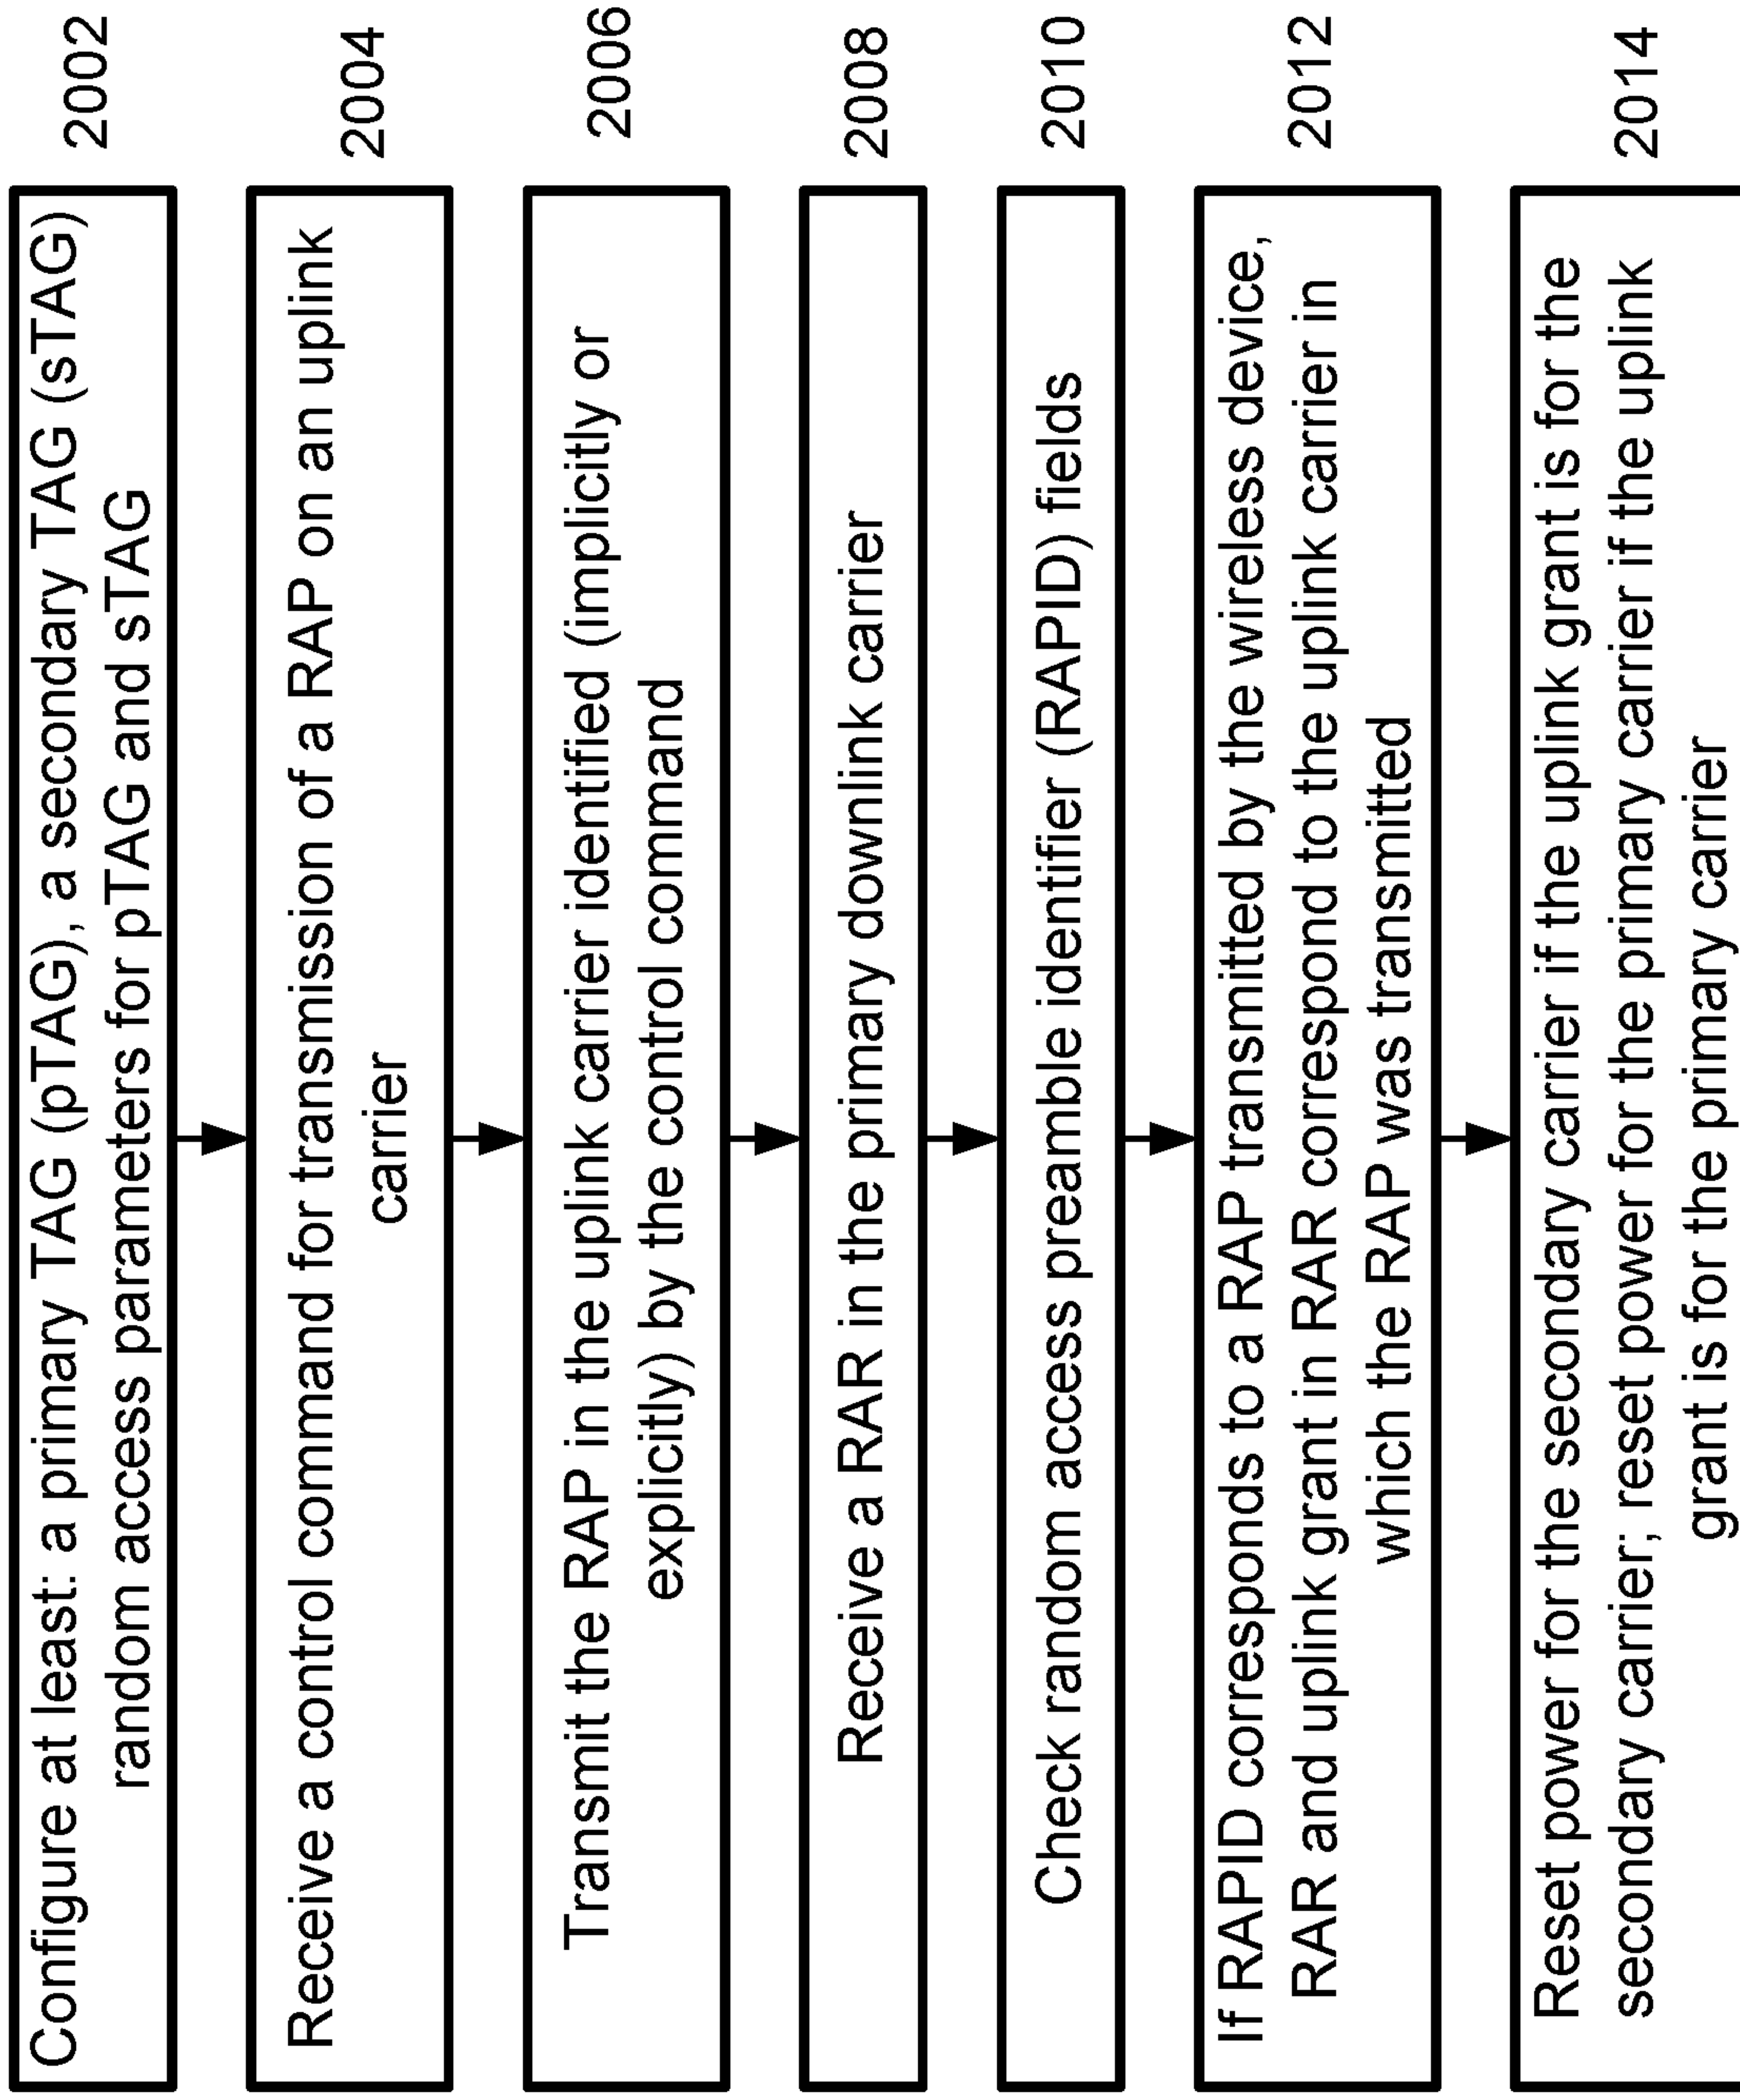 Configure at least: a primary TAG (pTAG), a secondary TAG (sTAG)
random access parameters for pTAG and sTAG
2002
Receive a control command for transmission of a RAP on an uplink
carrier
2004
Transmit the RAP in the uplink carrier identified (implicitly or
explicitly) by the control command
2006
Receive a RAR in the primary downlink carrier
2008
Check random access preamble identifier (RAPID) fields
2010
If RAPID corresponds to a RAP transmitted by the wireless device,
RAR and uplink grant in RAR correspond to the uplink carrier in
which the RAP was transmitted
2012
Reset power for the secondary carrier if the uplink grant is for the
secondary carrier; reset power for the primary carrier if the uplink
grant is for the primary carrier
2014